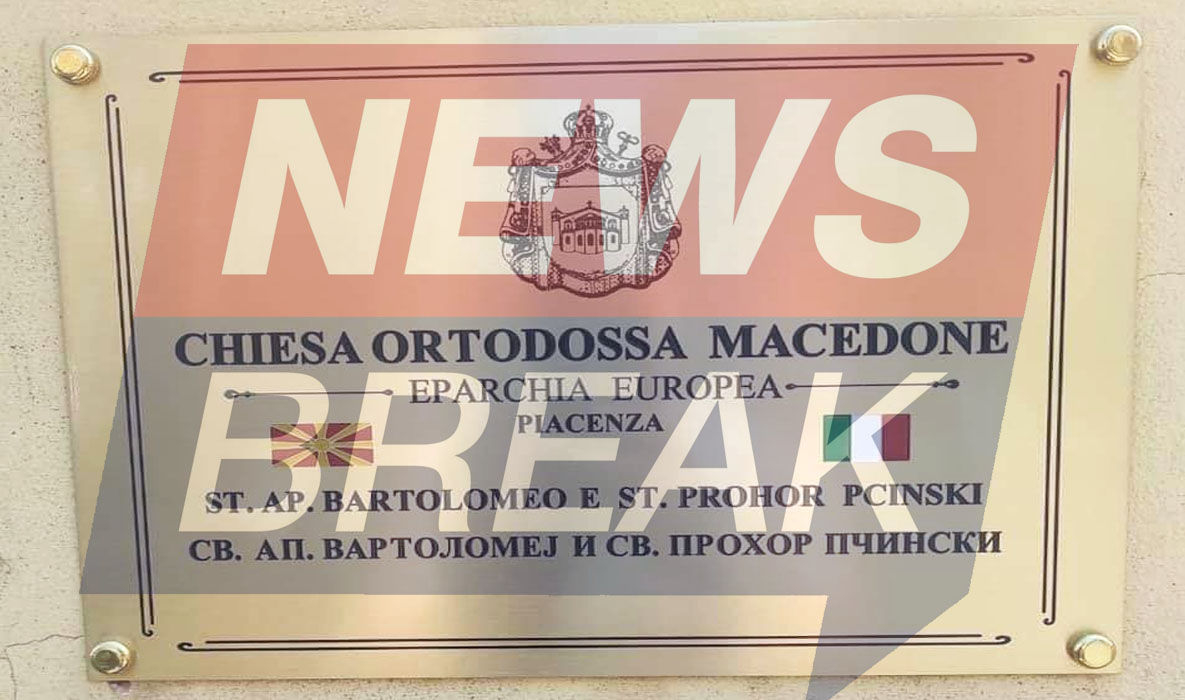 NEWS
CHIESA ORTODOSSA MACEDONE
EPARCHIA EUROPEA
BREAK
PIACENZA
ST. AP. BARTOLOMEO E ST. PROHOR PCINSKI
СВ. АП. ВАРТОЛОМЕЈ И СВ. ПРОХОР ПЧИНСКИ